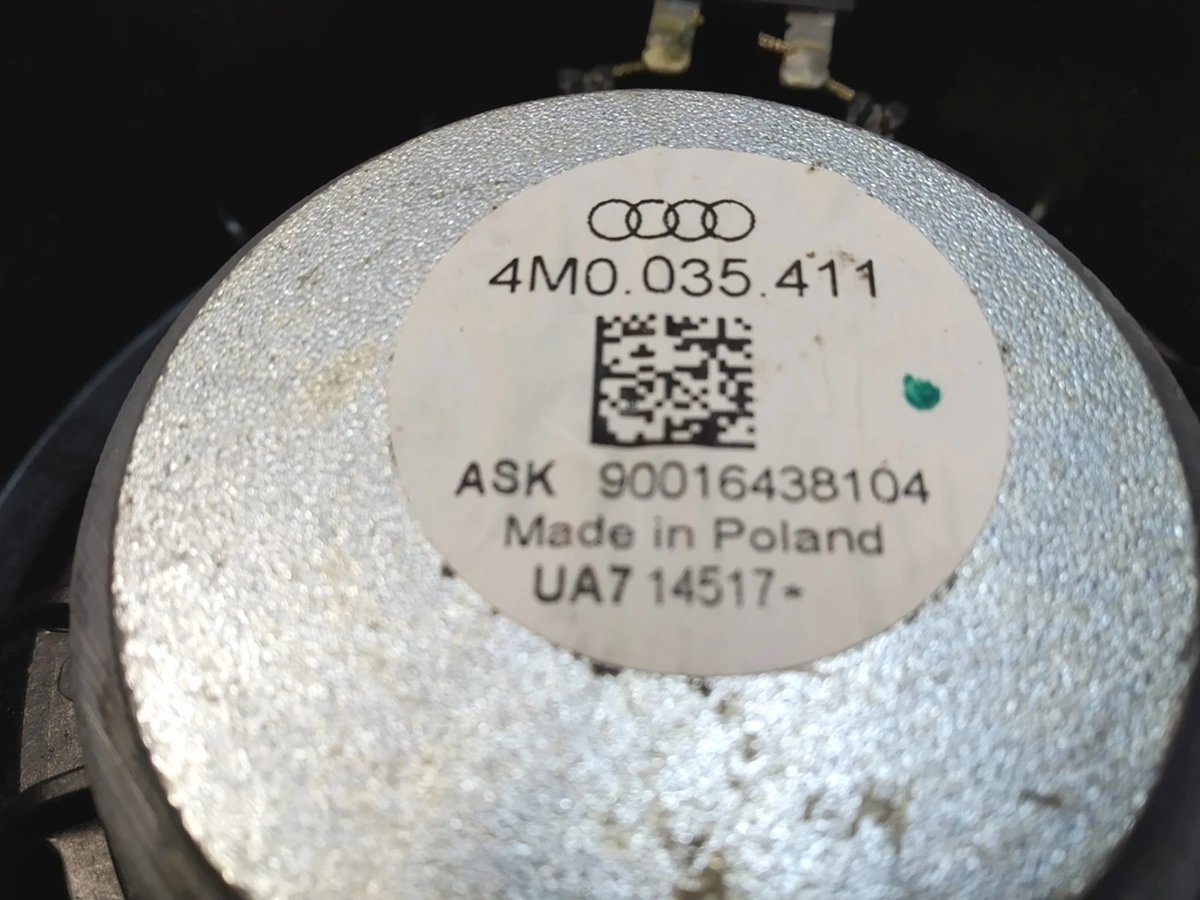 4M0.035.411
ASK 90016438104
Made in Poland
UA7 14517*